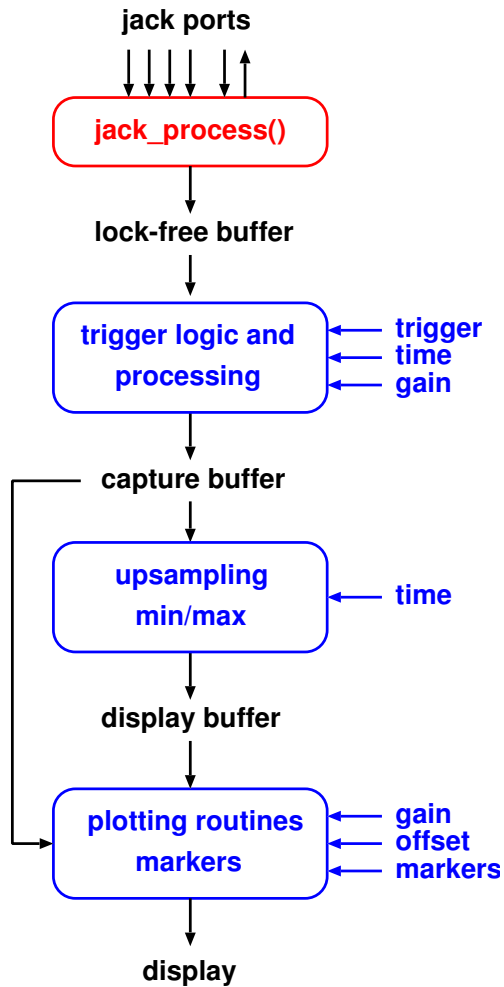 jack ports
jack_process()
lock-free buffer
trigger logic and
processing
trigger
time
gain
capture buffer
upsampling
min/max
time
display buffer
plotting routines
markers
gain
offset
markers
display